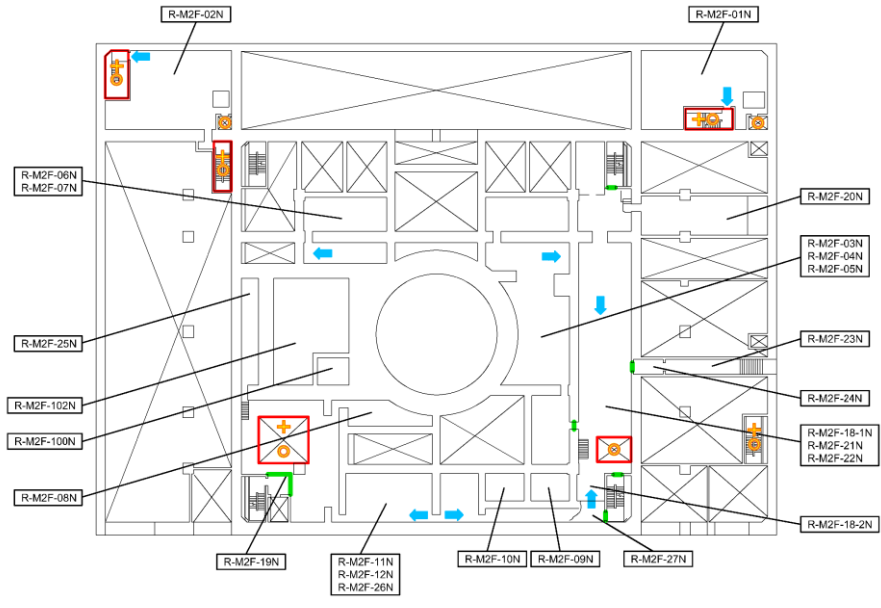 R-M2F-02N
R-M2F-01N
R-M2F-06N
R-M2F-07N
R-M2F-20N
R-M2F-03N
R-M2F-04N
R-M2F-05N
R-M2F-25N
R-M2F-23N
R-M2F-102N
R-M2F-24N
R-M2F-100N
R-M2F-18-1N
R-M2F-21N
R-M2F-22N
R-M2F-08N
R-M2F-18-2N
R-M2F-19N
R-M2F-11N
R-M2F-12N
R-M2F-26N
R-M2F-10N
R-M2F-09N
R-M2F-27N